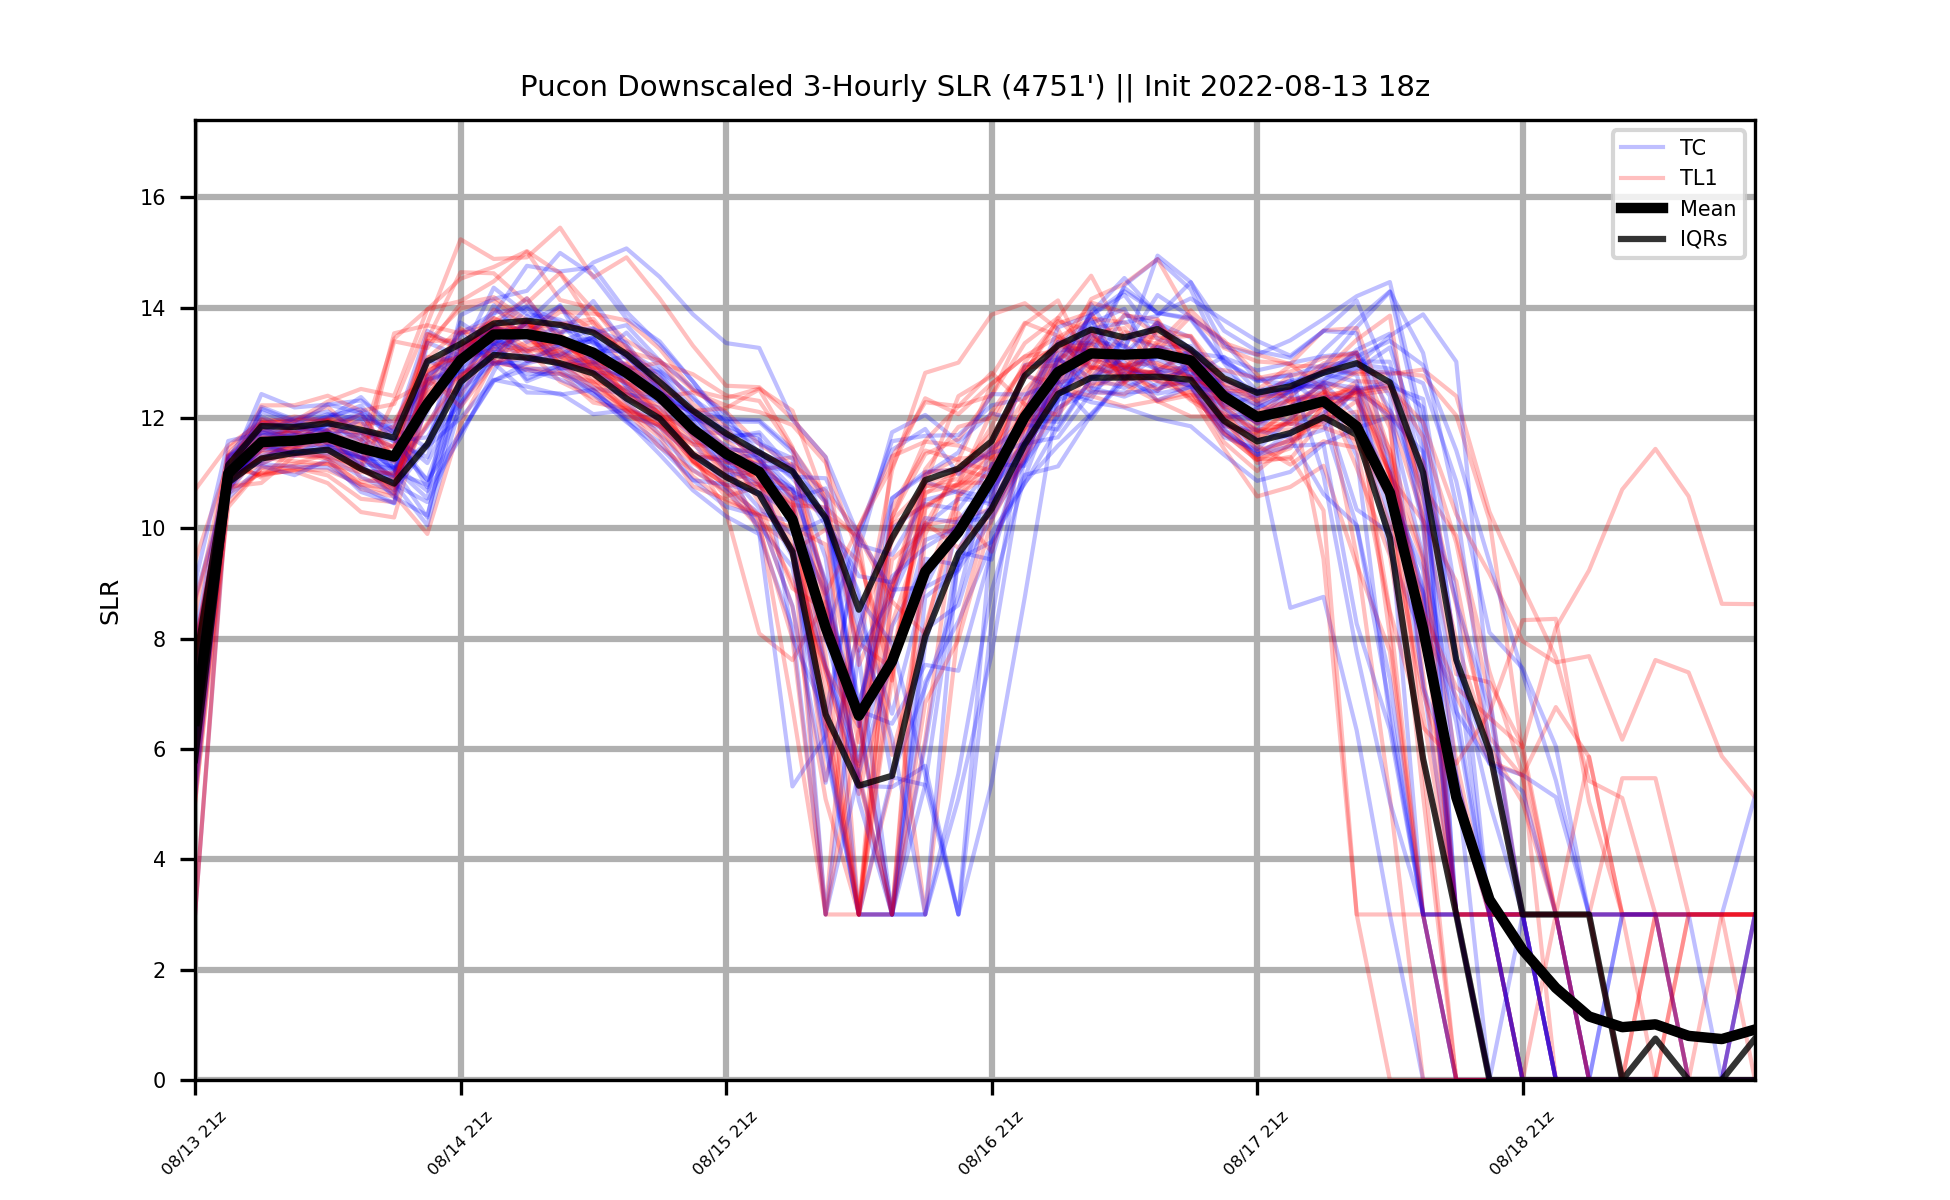 Pucon Downscaled 3-Hourly SLR (4751') || Init 2022-08-13 18z
TC
TL1
Mean
IQRs
SLR
16
14
12
10
8
6
4
2
0
08/13 21z
08/14 21z
08/15 21z
08/16 21z
08/17 21z
08/18 21z